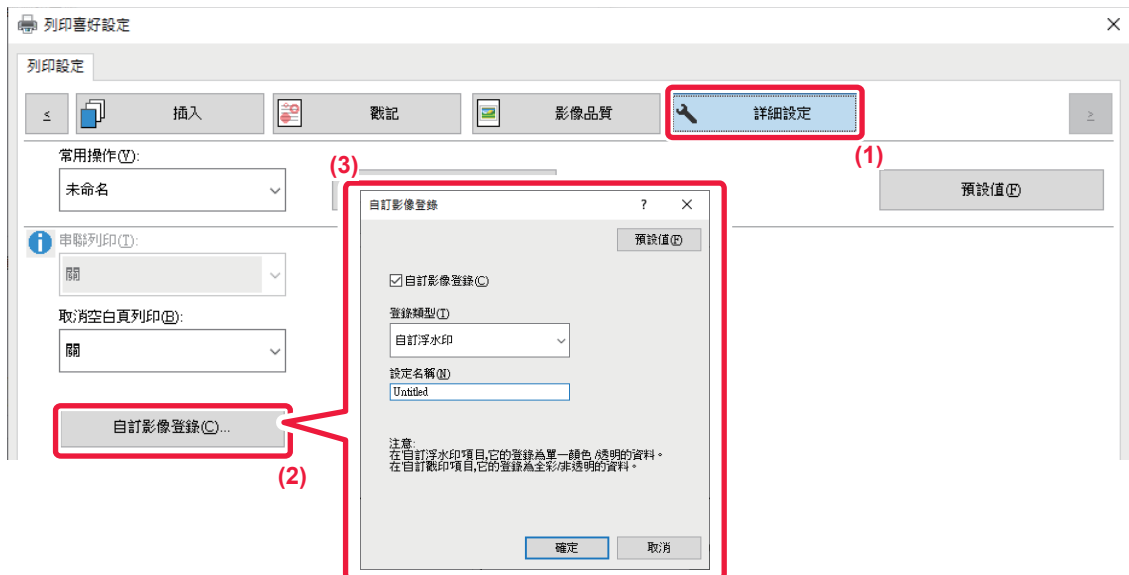 列印喜好設定
列印設定
≤ 插入 戳記 影像品質 詳細設定 ≥
(1)
常用操作(V):
(3)
未命名
預設值(F)
串聯列印(T):
關
取消空白頁列印(B):
關
自訂影像登錄(C)...
(2)
自訂影像登錄 ?
預設值(F)
自訂影像登錄(C)
登錄類型(I)
自訂浮水印
設定名稱(N)
Untitled
注意:
在'自訂浮水印'項目,它的登錄為單一顏色/透明的資料。
在'自訂戳印'項目,它的登錄為全彩/非透明的資料。
確定 取消